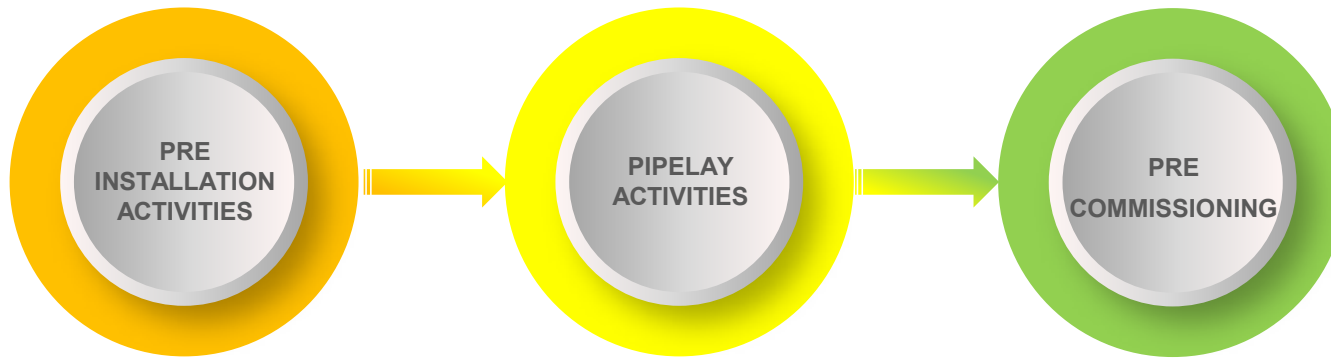 PRE
INSTALLATION
ACTIVITIES
PIPELAY
ACTIVITIES
PRE
COMMISSIONING